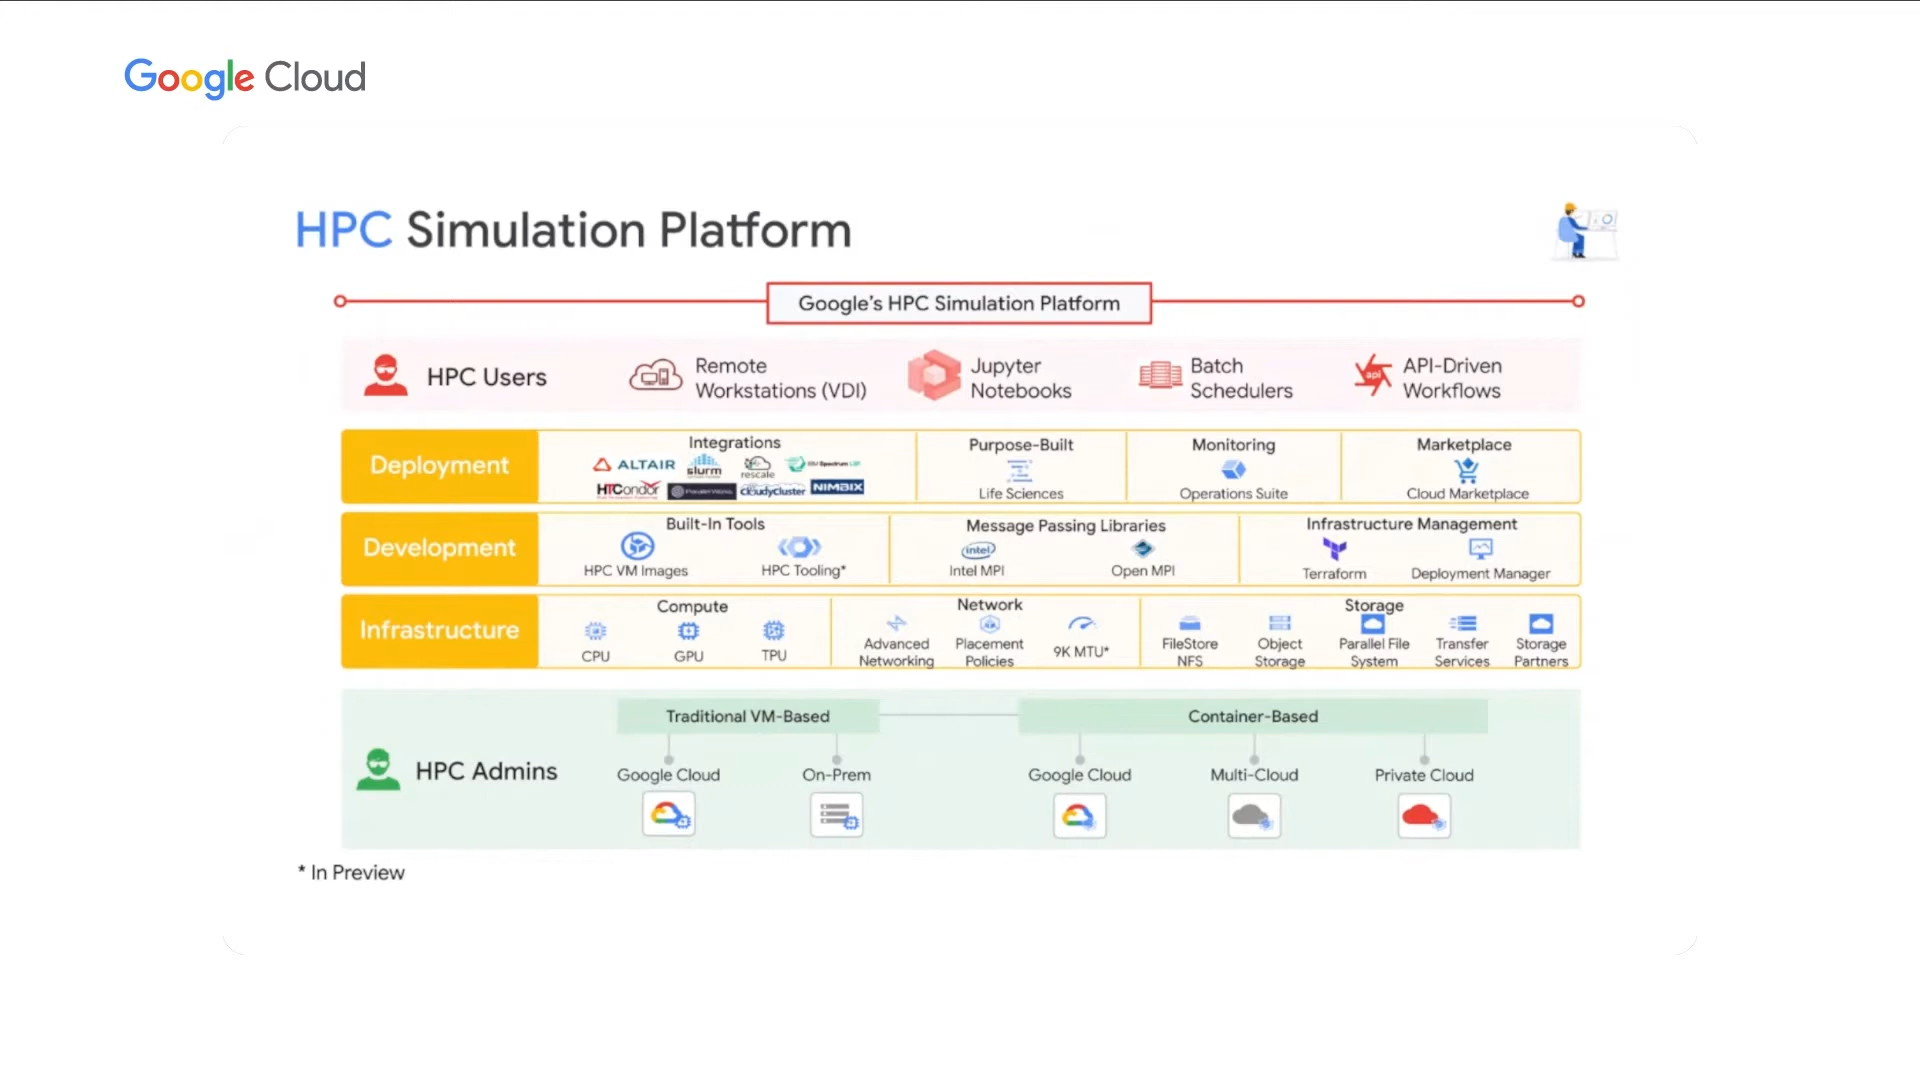 Google Cloud
HPC Simulation Platform
Google's HPC Simulation Platform
HPC Users
Remote
Workstations (VDI)
Jupyter
Notebooks
Batch
Schedulers
api
API-Driven
Workflows
Deployment
Integrations
ALTAIR
slurm
rescale
IBM Spectrum LSF
HTCondor
ParallelWorks
cloudycluster
NIMBIX
Purpose-Built
Life Sciences
Monitoring
Operations Suite
Marketplace
Cloud Marketplace
Development
Built-In Tools
HPC VM Images
HPC Tooling*
Message Passing Libraries
intel
Intel MPI
Open MPI
Infrastructure Management
Terraform
Deployment Manager
Infrastructure
Compute
CPU
GPU
TPU
Network
Advanced
Networking
Placement
Policies
9K MTU*
Storage
FileStore
NFS
Object
Storage
Parallel File
System
Transfer
Services
Storage
Partners
HPC Admins
Traditional VM-Based
Google Cloud
On-Prem
Container-Based
Google Cloud
Multi-Cloud
Private Cloud
* In Preview